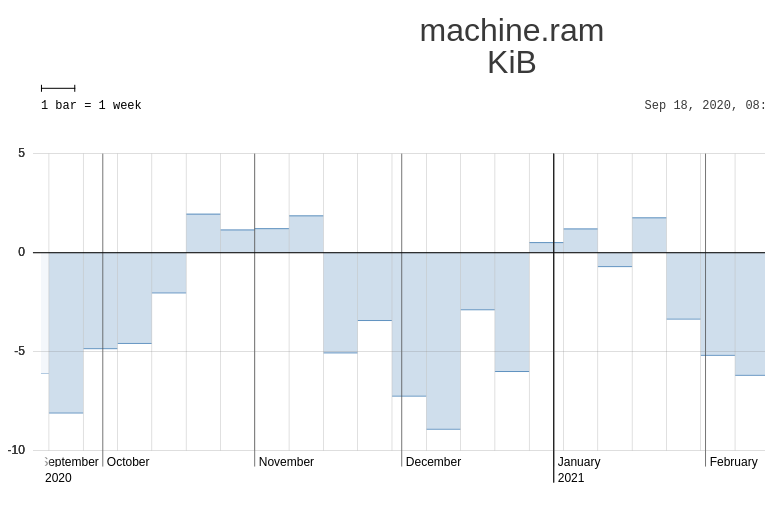 machine.ram
KiB
1 bar = 1 week
Sep 18, 2020, 08:
5
0
-5
-10
September October November December January February
2020 2021